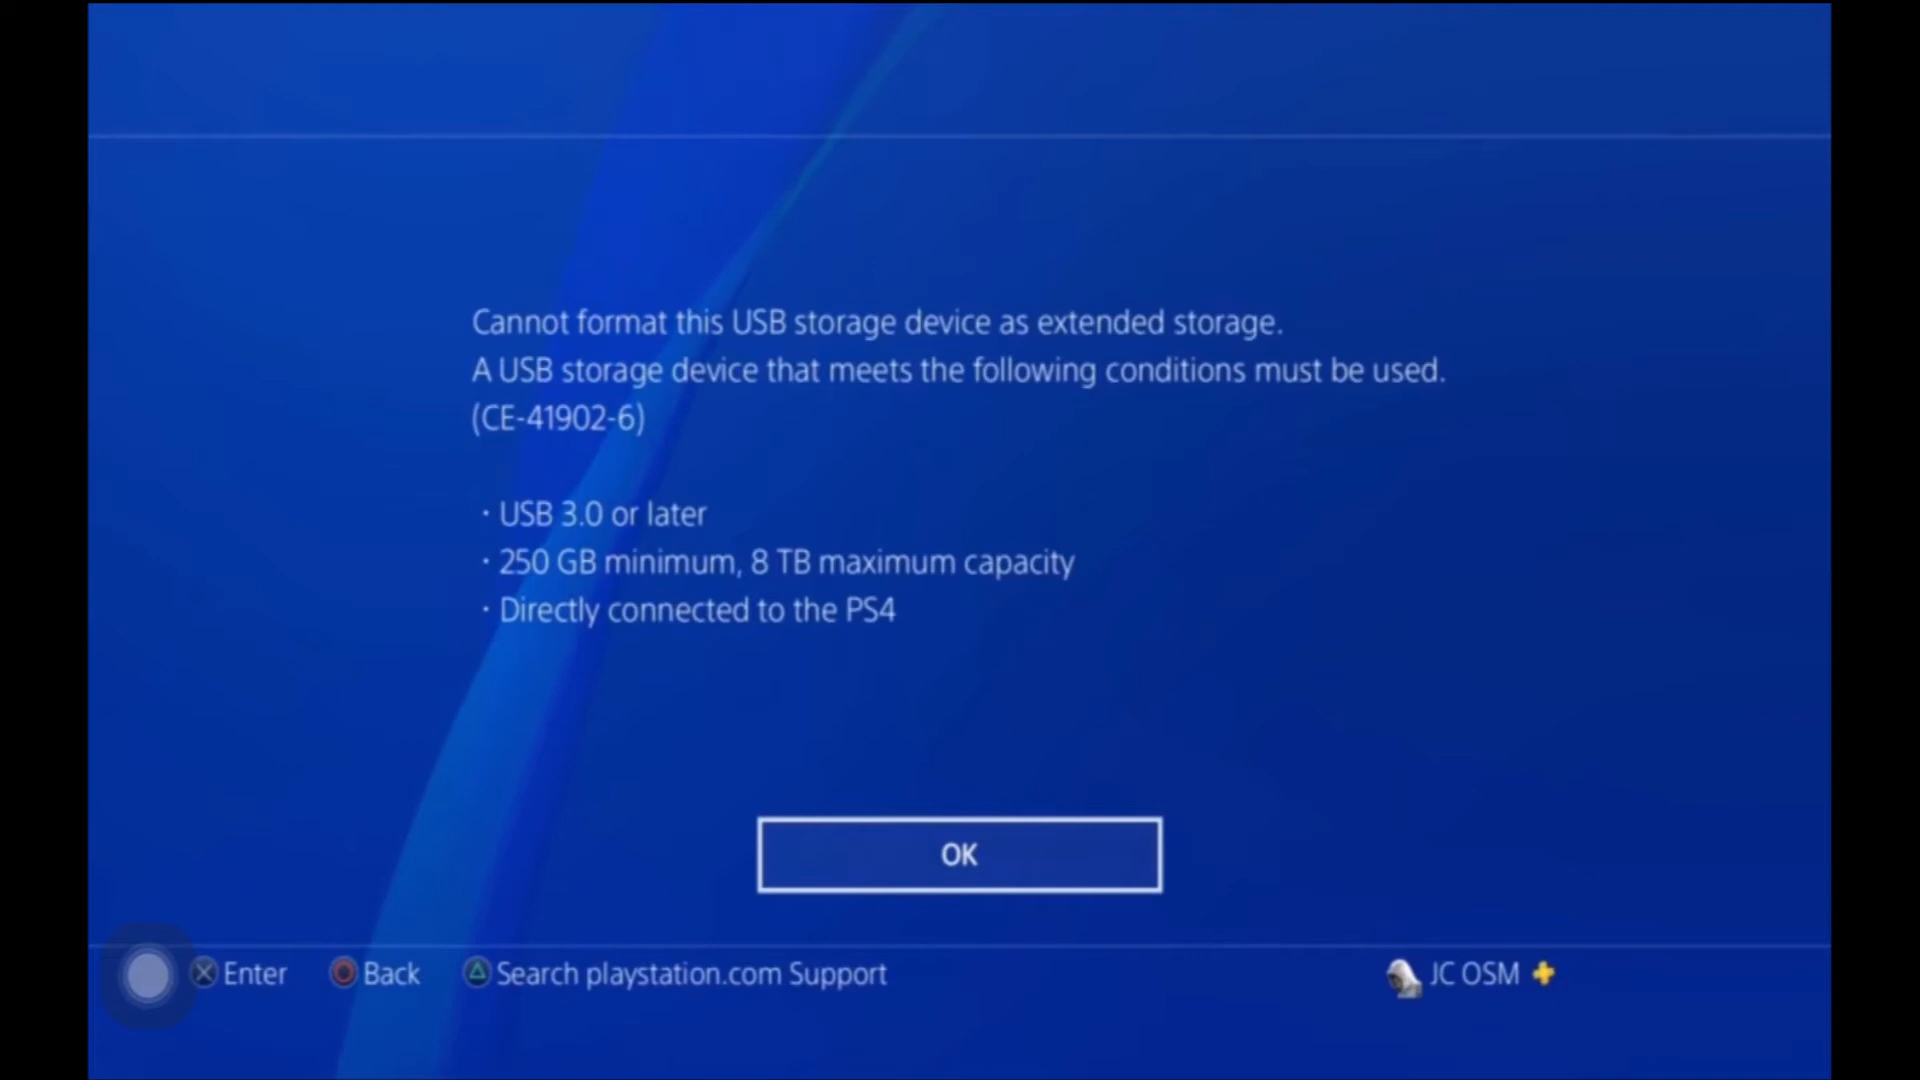 Cannot format this USB storage device as extended storage.
A USB storage device that meets the following conditions must be used.
(CE-41902-6)
· USB 3.0 or later
· 250 GB minimum, 8 TB maximum capacity
· Directly connected to the PS4
OK
Enter Back Search playstation.com Support JC OSM